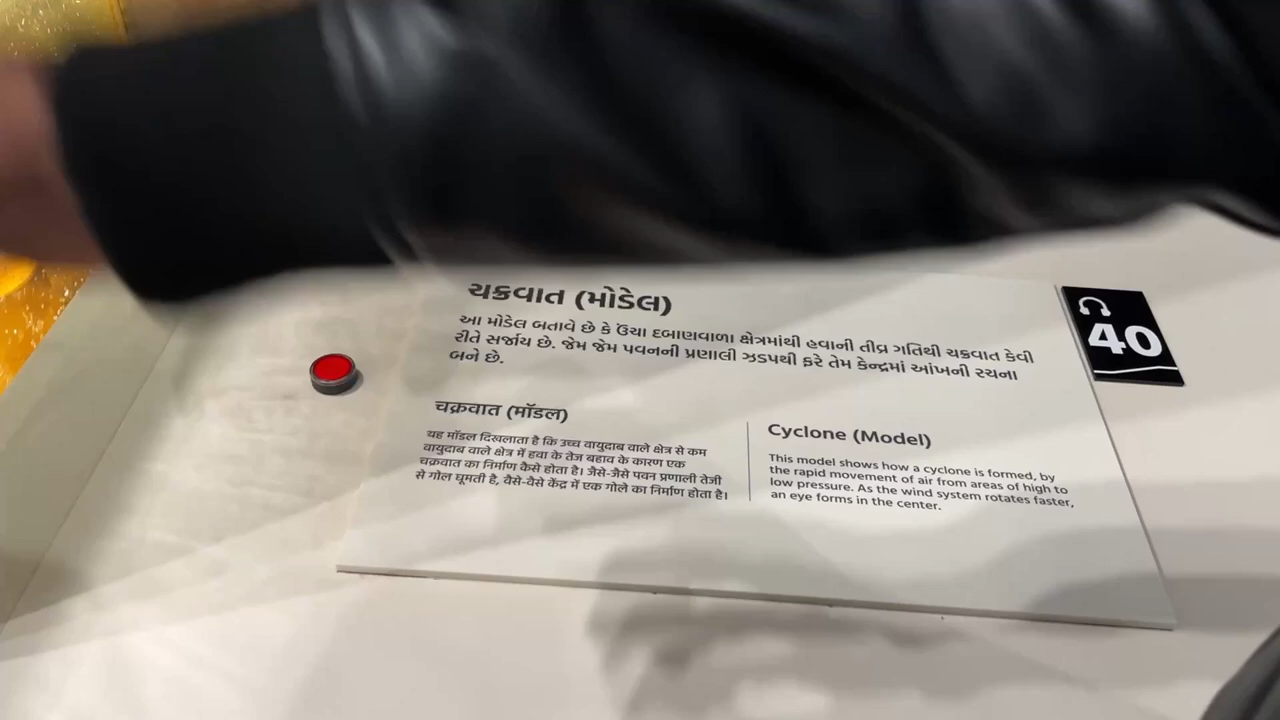 ચક્રવાત (મોડેલ)
આ મોડેલ બતાવે છે કે ઉંચા દબાણવાળા ક્ષેત્રમાંથી હવાની તીવ્ર ગતિથી ચક્રવાત કેવી
રીતે સર્જાય છે. જેમ જેમ પવનની પ્રણાલી ઝડપથી ફરે તેમ કેન્દ્રમાં આંખની રચના
બને છે.
चक्रवात (मॉडल)
यह मॉडल दिखलाता है कि उच्च वायुदाब वाले क्षेत्र से कम
वायुदाब वाले क्षेत्र में हवा के तेज बहाव के कारण एक
चक्रवात का निर्माण कैसे होता है। जैसे-जैसे पवन प्रणाली तेजी
से गोल घूमती है, वैसे-वैसे केंद्र में एक गोले का निर्माण होता है।
Cyclone (Model)
This model shows how a cyclone is formed, by
the rapid movement of air from areas of high to
low pressure. As the wind system rotates faster,
an eye forms in the center.
40